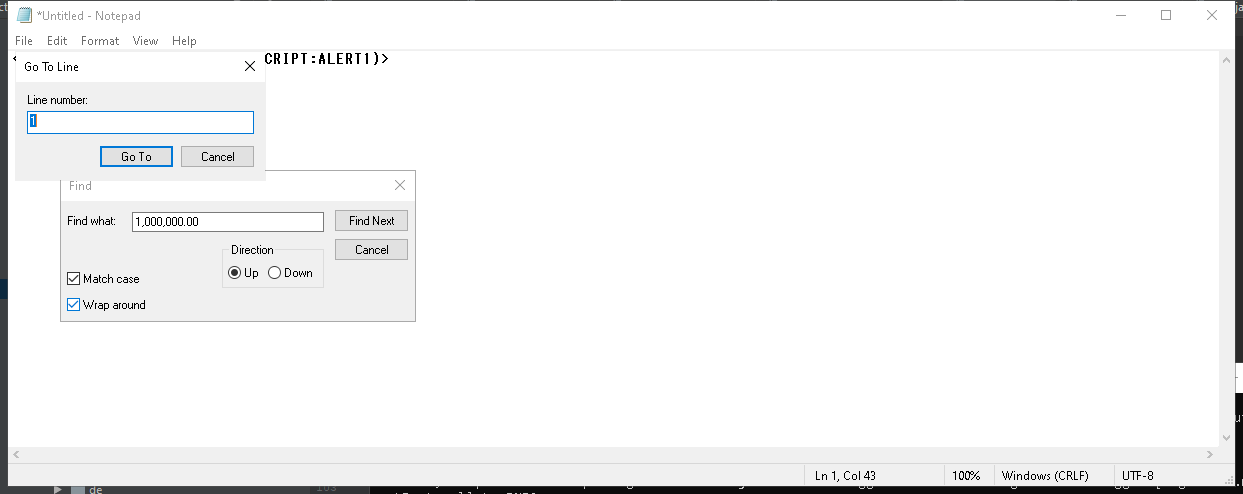 *Untitled - Notepad
File Edit Format View Help
CRIPT:ALERT1)>
Go To Line
Line number:
1
Go To Cancel
Find
Find what: 1,000,000.00 Find Next
Cancel
Direction
Up Down
Match case
Wrap around
Ln 1, Col 43 100% Windows (CRLF) UTF-8
de